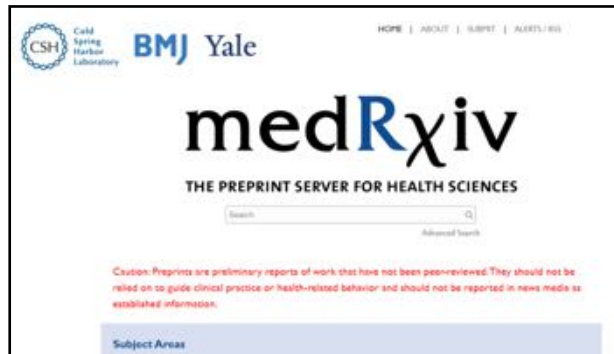 CSH
Cold
Spring
Harbor
Laboratory
BMJ Yale
HOME | ABOUT | SUBMIT | ALERTS / RSS
medRχiv
THE PREPRINT SERVER FOR HEALTH SCIENCES
Search
Advanced Search
Caution: Preprints are preliminary reports of work that have not been peer-reviewed. They should not be
relied on to guide clinical practice or health-related behavior and should not be reported in news media as
established information.
Subject Areas